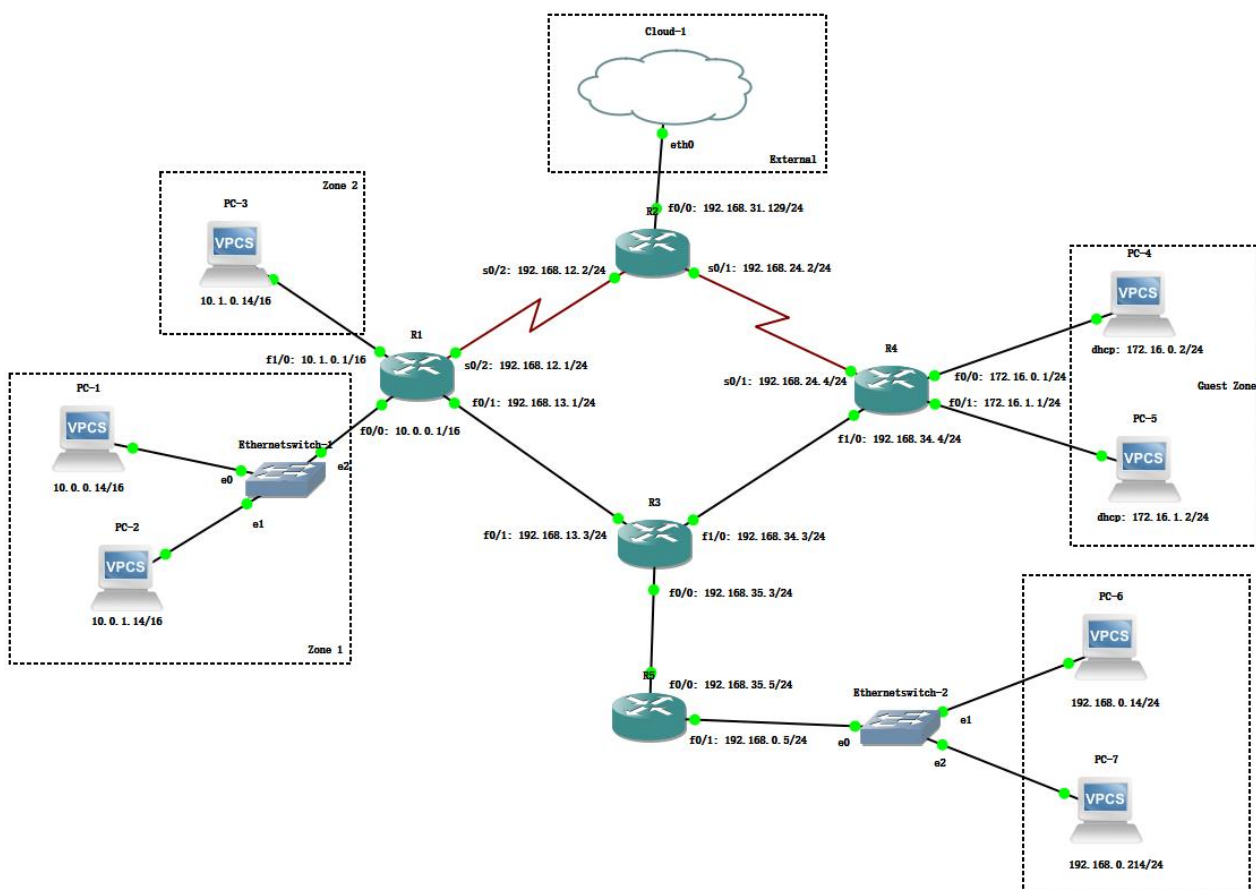 Cloud-1
eth0
External
Zone 2
PC-3
VPCS
10.1.0.14/16
f0/0: 192.168.31.129/24
R2
s0/2: 192.168.12.2/24
s0/1: 192.168.24.2/24
PC-4
VPCS
dhcp: 172.16.0.2/24
R1
f1/0: 10.1.0.1/16
s0/2: 192.168.12.1/24
R4
s0/1: 192.168.24.4/24
f0/0: 172.16.0.1/24
Guest Zone
PC-1
VPCS
10.0.0.14/16
f0/1: 192.168.13.1/24
f0/0: 10.0.0.1/16
f0/1: 172.16.1.1/24
f1/0: 192.168.34.4/24
PC-5
VPCS
dhcp: 172.16.1.2/24
Ethernetswitch-1
e2
e0
e1
PC-2
VPCS
10.0.1.14/16
Zone 1
R3
f0/1: 192.168.13.3/24
f1/0: 192.168.34.3/24
f0/0: 192.168.35.3/24
PC-6
VPCS
192.168.0.14/24
R5
f0/0: 192.168.35.5/24
f0/1: 192.168.0.5/24
Ethernetswitch-2
e1
e0
e2
PC-7
VPCS
192.168.0.214/24